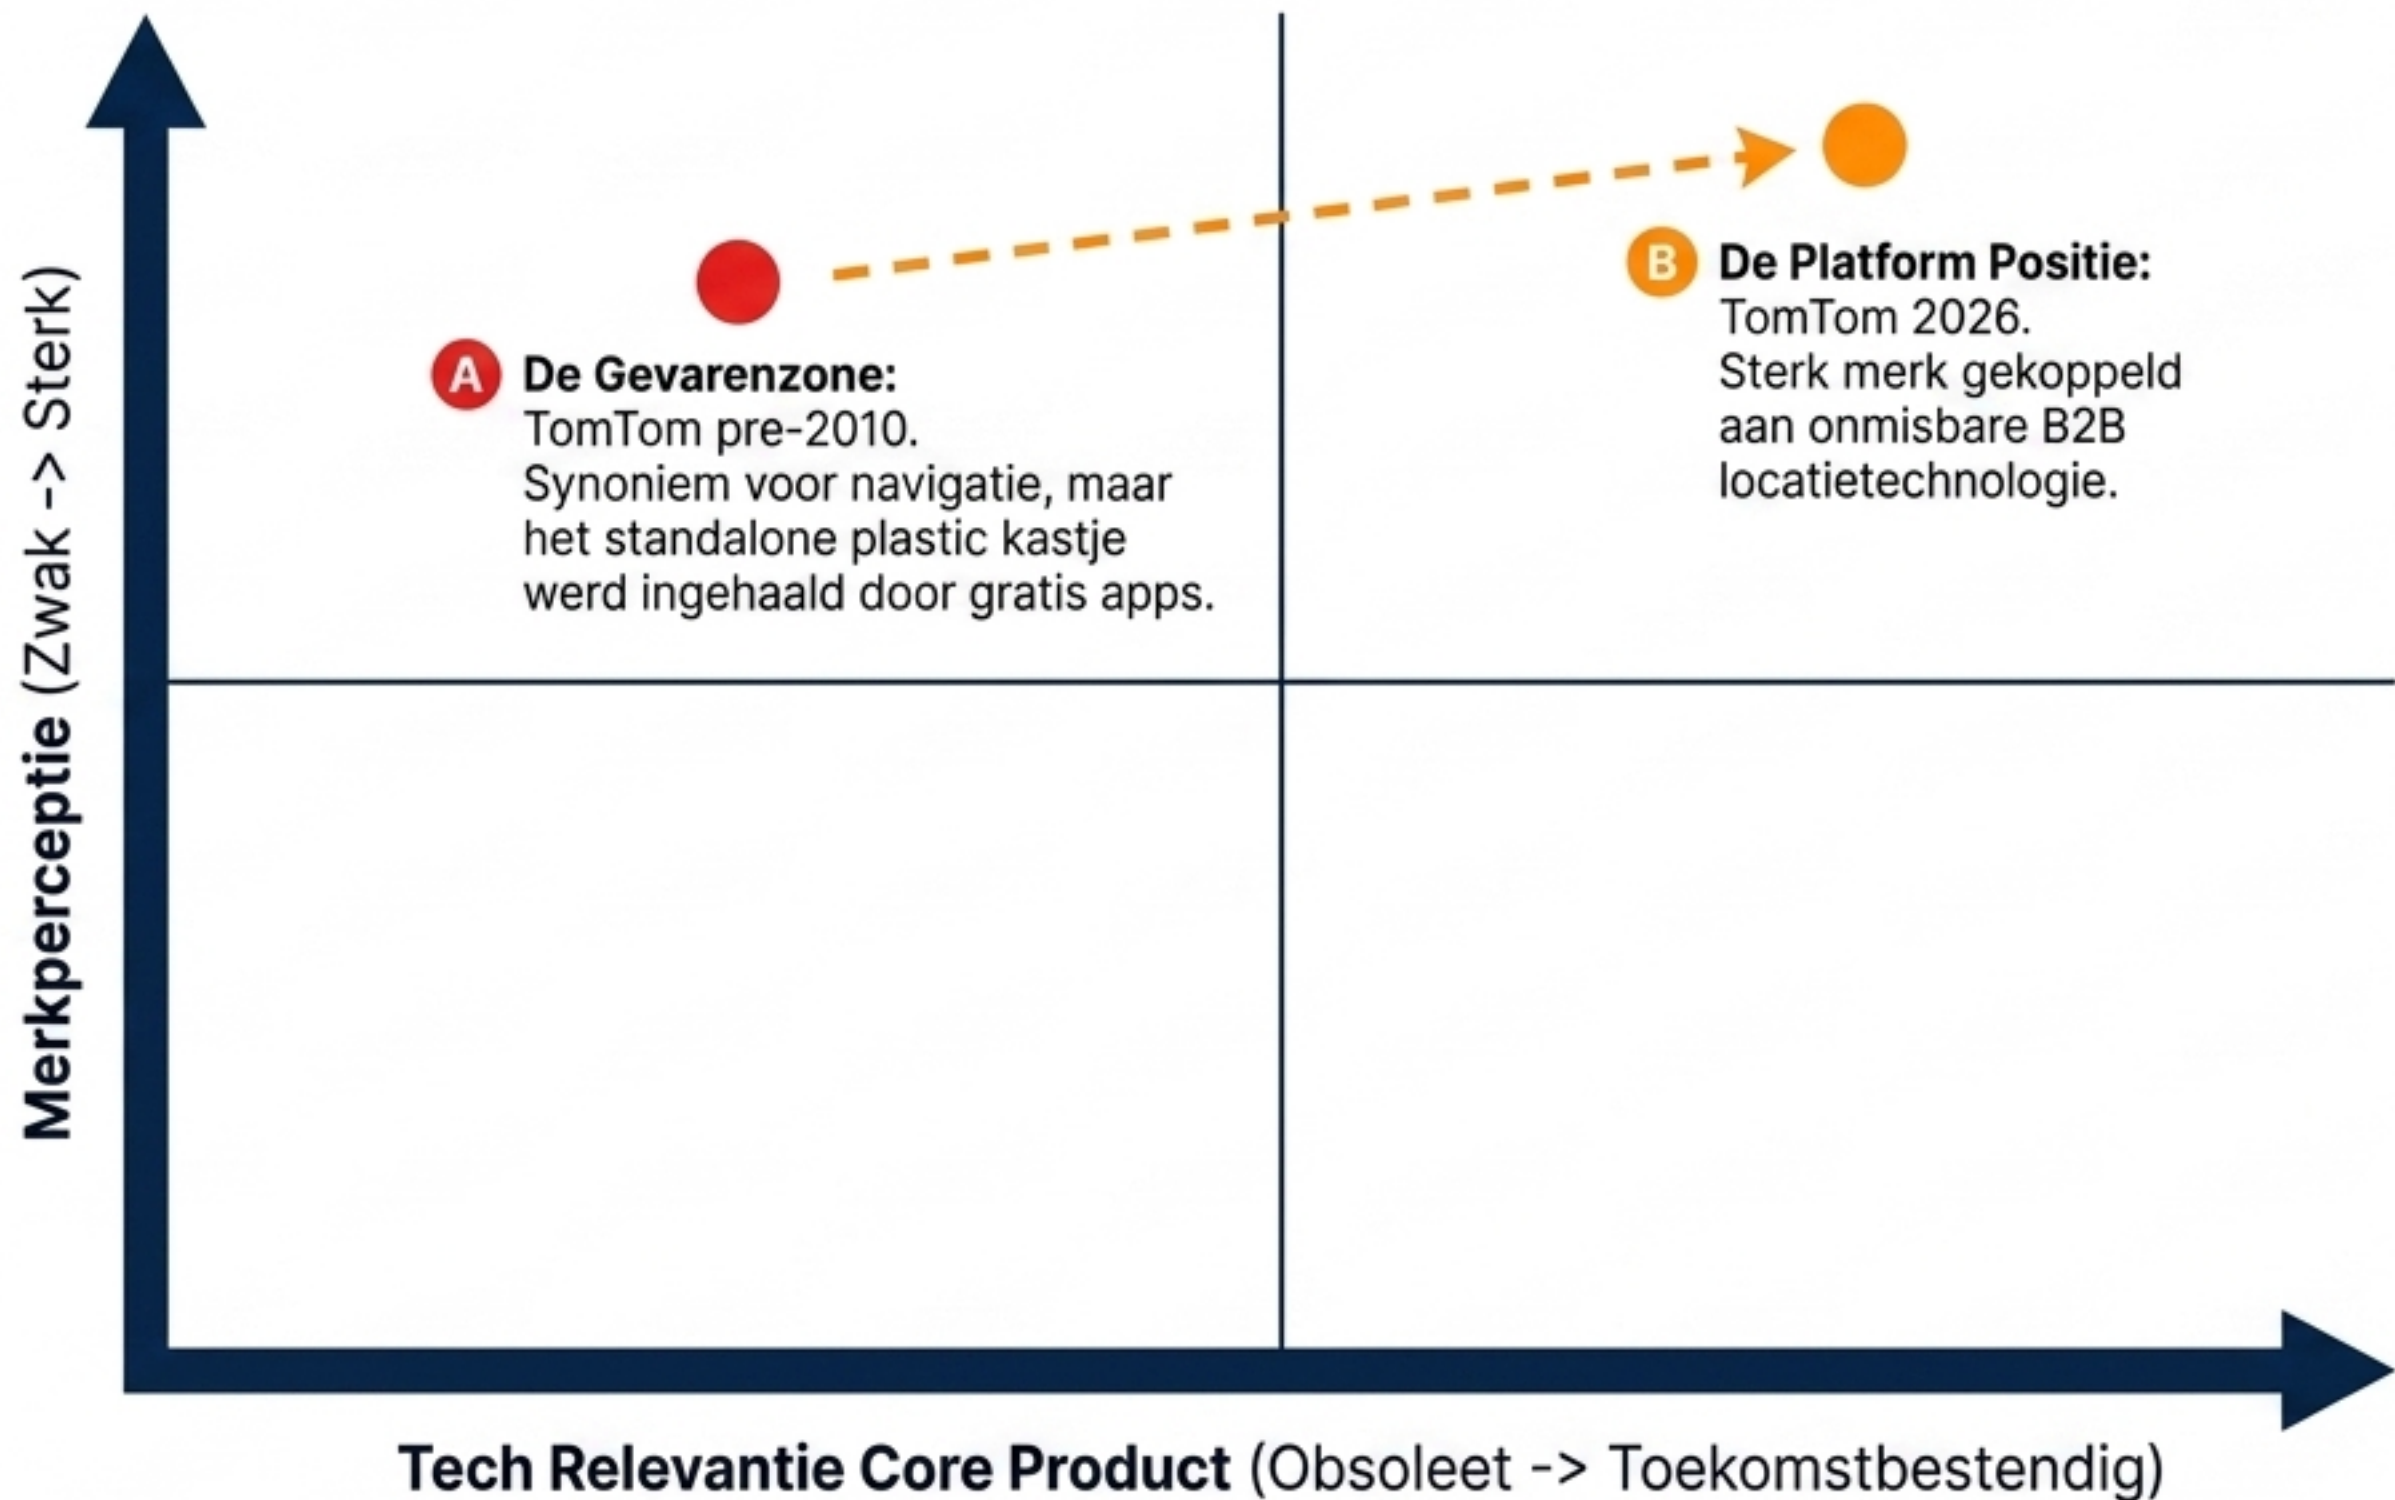 Merkperceptie (Zwak -> Sterk)
A
De Gevarenzone:
TomTom pre-2010.
Synoniem voor navigatie, maar
het standalone plastic kastje
werd ingehaald door gratis apps.
B
De Platform Positie:
TomTom 2026.
Sterk merk gekoppeld
aan onmisbare B2B
locatietechnologie.
Tech Relevantie Core Product (Obsoleet -> Toekomstbestendig)